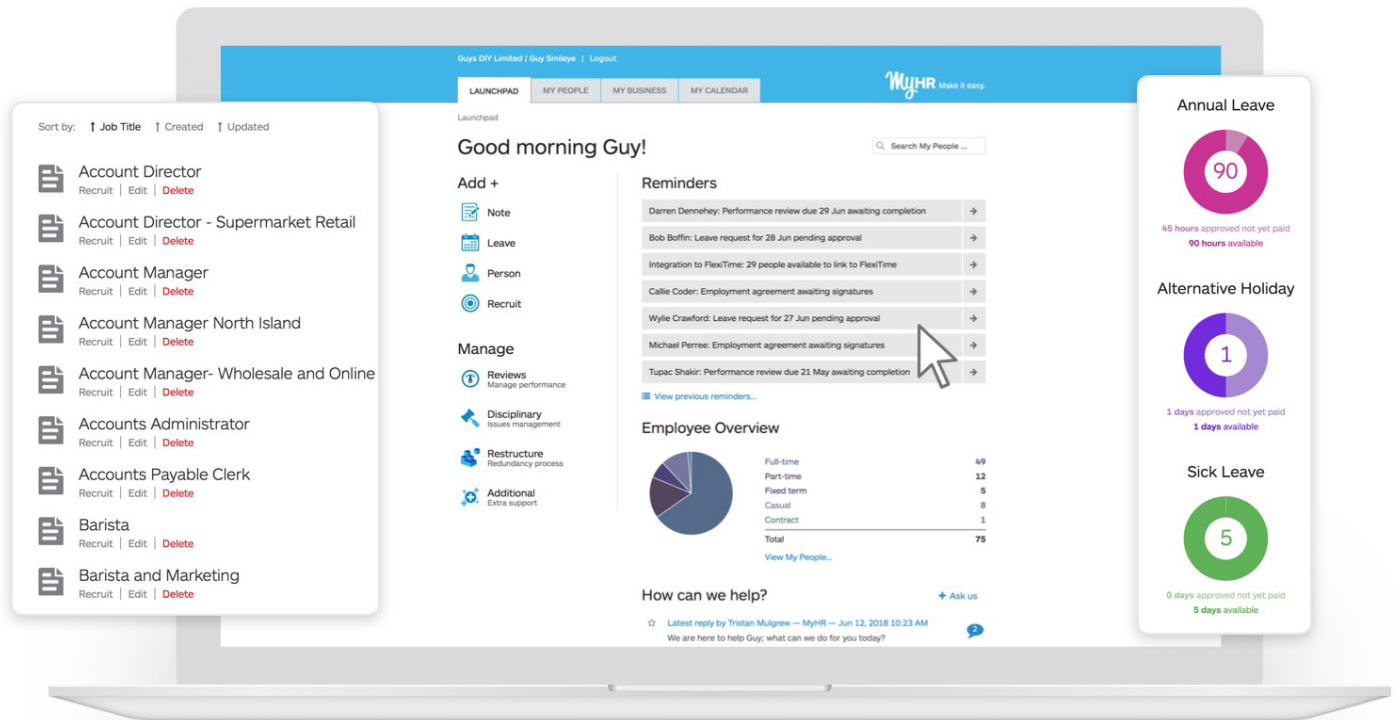 Guys DIY Limited / Guy Smileye | Logout
LAUNCHPAD MY PEOPLE MY BUSINESS MY CALENDAR
MyHR Make it easy.
Launchpad
Good morning Guy!
Search My People ...
Add +
Note
Leave
Person
Recruit
Manage
Reviews
Manage performance
Disciplinary
Issues management
Restructure
Redundancy process
Additional
Extra support
Reminders
Darren Dennehey: Performance review due 29 Jun awaiting completion
Bob Boffin: Leave request for 28 Jun pending approval
Integration to FlexiTime: 29 people available to link to FlexiTime
Callie Coder: Employment agreement awaiting signatures
Wylie Crawford: Leave request for 27 Jun pending approval
Michael Perree: Employment agreement awaiting signatures
Tupac Shakir: Performance review due 21 May awaiting completion
View previous reminders...
Employee Overview
Full-time 49
Part-time 12
Fixed term 5
Casual 8
Contract 1
Total 75
View My People...
How can we help?
+ Ask us
Latest reply by Tristan Mulgrew — MyHR — Jun 12, 2018 10:23 AM
We are here to help Guy; what can we do for you today?
2
Sort by: Job Title Created Updated
Account Director
Recruit | Edit | Delete
Account Director - Supermarket Retail
Recruit | Edit | Delete
Account Manager
Recruit | Edit | Delete
Account Manager North Island
Recruit | Edit | Delete
Account Manager- Wholesale and Online
Recruit | Edit | Delete
Accounts Administrator
Recruit | Edit | Delete
Accounts Payable Clerk
Recruit | Edit | Delete
Barista
Recruit | Edit | Delete
Barista and Marketing
Recruit | Edit | Delete
Annual Leave
90
45 hours approved not yet paid
90 hours available
Alternative Holiday
1
1 days approved not yet paid
1 days available
Sick Leave
5
0 days approved not yet paid
5 days available